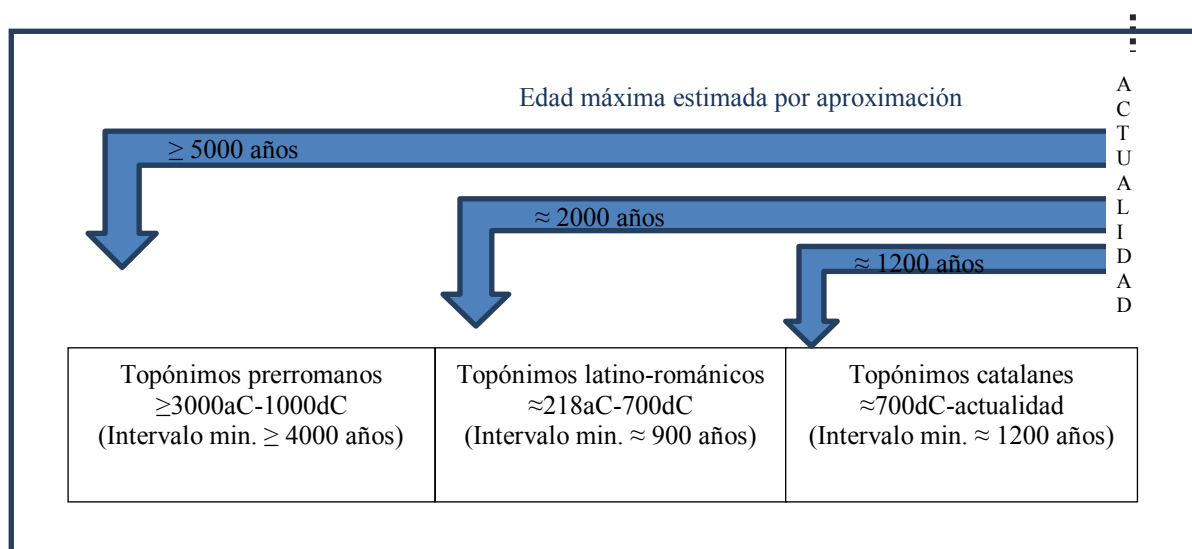 Edad máxima estimada por aproximación
≥ 5000 años
≈ 2000 años
≈ 1200 años
ACTUALIDAD
Topónimos prerromanos
≥3000aC-1000dC
(Intervalo min. ≥ 4000 años)
Topónimos latino-románicos
≈218aC-700dC
(Intervalo min. ≈ 900 años)
Topónimos catalanes
≈700dC-actualidad
(Intervalo min. ≈ 1200 años)